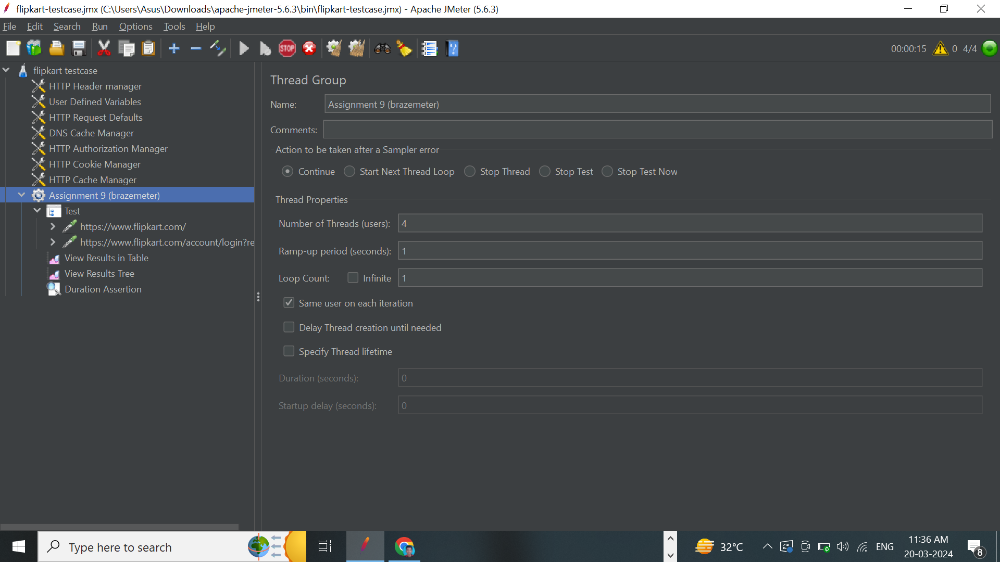 flipkart-testcase.jmx (C:\Users\Asus\Downloads\apache-jmeter-5.6.3\bin\flipkart-testcase.jmx) - Apache JMeter (5.6.3)
File Edit Search Run Options Tools Help
STOP
00:00:15 0 4/4
flipkart testcase
HTTP Header manager
User Defined Variables
HTTP Request Defaults
DNS Cache Manager
HTTP Authorization Manager
HTTP Cookie Manager
HTTP Cache Manager
Assignment 9 (brazemeter)
Test
https://www.flipkart.com/
https://www.flipkart.com/account/login?re
View Results in Table
View Results Tree
Duration Assertion
Thread Group
Name: Assignment 9 (brazemeter)
Comments:
Action to be taken after a Sampler error
Continue Start Next Thread Loop Stop Thread Stop Test Stop Test Now
Thread Properties
Number of Threads (users): 4
Ramp-up period (seconds): 1
Loop Count: Infinite 1
Same user on each iteration
Delay Thread creation until needed
Specify Thread lifetime
Duration (seconds): 0
Startup delay (seconds): 0
Type here to search
32°C
ENG
11:36 AM
20-03-2024
8